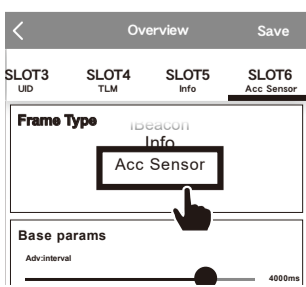 Overview Save
SLOT3 SLOT4 SLOT5 SLOT6
UID TLM Info Acc Sensor
Frame Type
iBeacon
Info
Acc Sensor
Base params
Adv:interval
4000ms